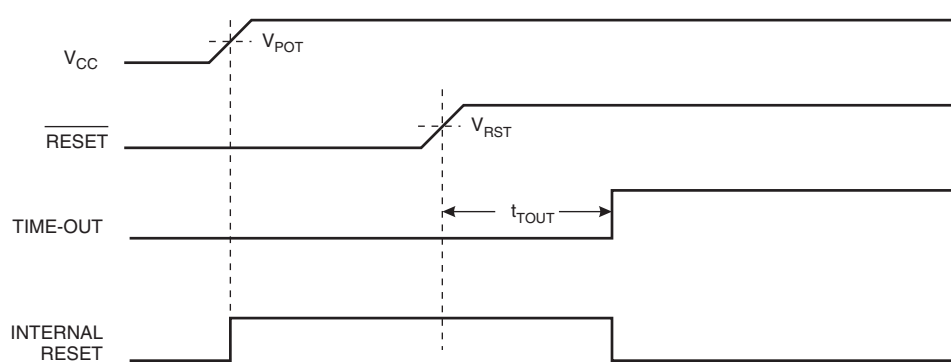 V_CC
V_POT
RESET
V_RST
TIME-OUT
t_TOUT
INTERNAL
RESET